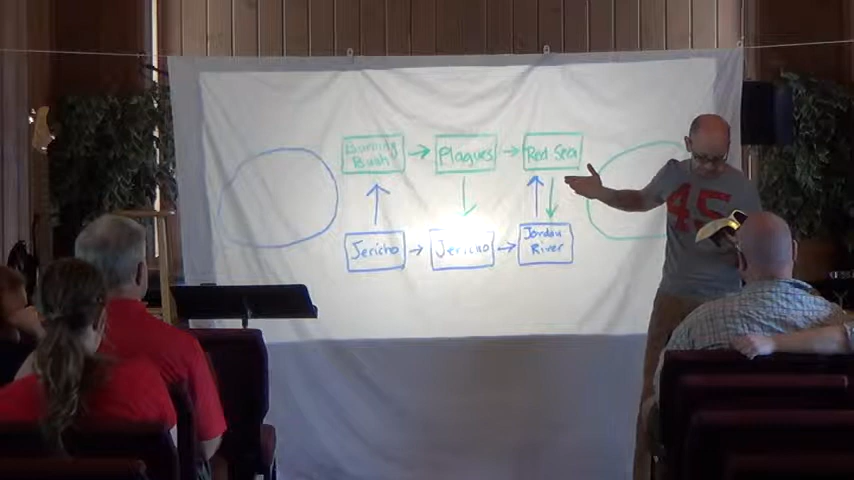 Burning
Bush
Plagues
Red Sea
Jericho
Jericho
Jordan
River
45